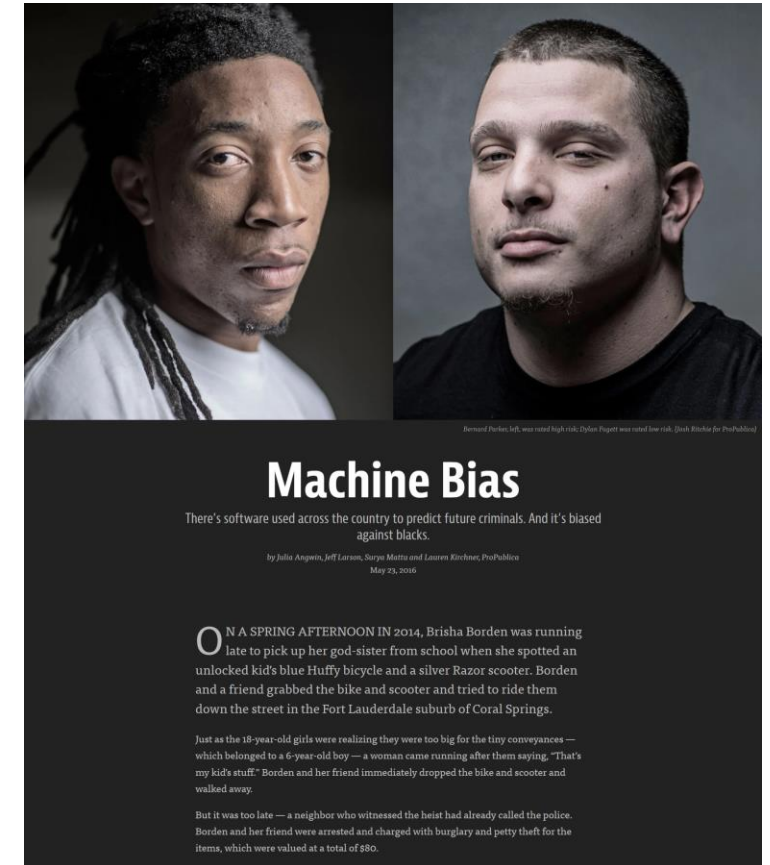 Bernard Parker, left, was rated high risk; Dylan Fugett was rated low risk. (Josh Ritchie for ProPublica)
Machine Bias
There's software used across the country to predict future criminals. And it's biased
against blacks.
by Julia Angwin, Jeff Larson, Surya Mattu and Lauren Kirchner, ProPublica
May 23, 2016
ON A SPRING AFTERNOON IN 2014, Brisha Borden was running
late to pick up her god-sister from school when she spotted an
unlocked kid's blue Huffy bicycle and a silver Razor scooter. Borden
and a friend grabbed the bike and scooter and tried to ride them
down the street in the Fort Lauderdale suburb of Coral Springs.
Just as the 18-year-old girls were realizing they were too big for the tiny conveyances —
which belonged to a 6-year-old boy — a woman came running after them saying, "That's
my kid's stuff." Borden and her friend immediately dropped the bike and scooter and
walked away.
But it was too late — a neighbor who witnessed the heist had already called the police.
Borden and her friend were arrested and charged with burglary and petty theft for the
items, which were valued at a total of $80.